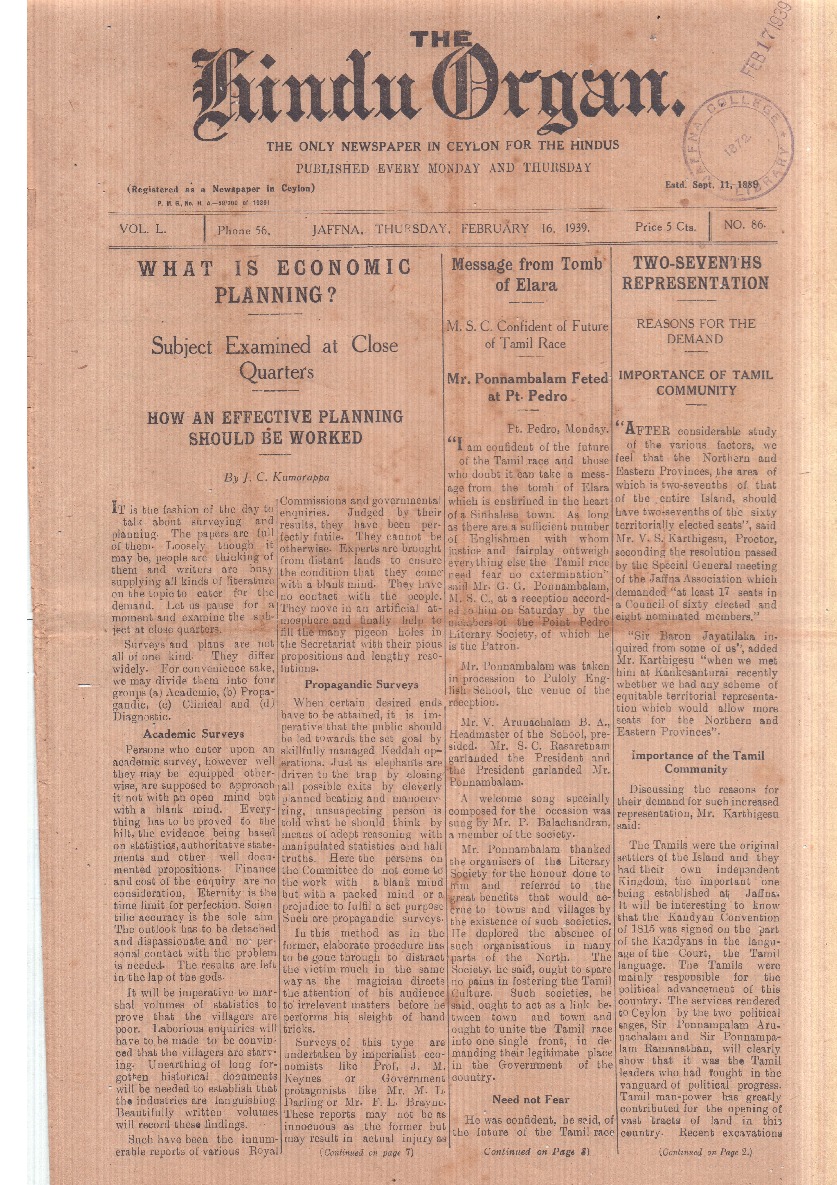 THE
Hindu Organ.
THE ONLY NEWSPAPER IN CEYLON FOR THE HINDUS
PUBLISHED EVERY MONDAY AND THURSDAY
(Registered as a Newspaper in Ceylon)
Estd. Sept. 11, 1889
FEB 17 1939
JAFFNA COLLEGE LIBRARY
1872
VOL. L.
Phone 56,
JAFFNA, THURSDAY, FEBRUARY 16, 1939.
Price 5 Cts.
NO. 86.
WHAT IS ECONOMIC
PLANNING?
Subject Examined at Close
Quarters
HOW AN EFFECTIVE PLANNING
SHOULD BE WORKED
By J. C. Kumarappa
IT is the fashion of the day to
talk about surveying and
planning. The papers are full
of them. Loosely though it
may be, people are thinking of
them and writers are busy
supplying all kinds of literature
on the topic to cater for the
demand. Let us pause for a
moment and examine the sub-
ject at close quarters.
Surveys and plans are not
all of one kind. They differ
widely. For convenience sake,
we may divide them into four
groups (a) Academic, (b) Propa-
gandic, (c) Clinical and (d)
Diagnostic.
Academic Surveys
Persons who enter upon an
academic survey, however well
they may be equipped other-
wise, are supposed to approach
it not with an open mind but
with a blank mind. Every-
thing has to be proved to the
hilt, the evidence being based
on statistics, authoritative state-
ments and other well docu-
mented propositions. Finance
and cost of the enquiry are no
consideration. Eternity is the
time limit for perfection. Scien
tific accuracy is the sole aim
The outlook has to be detached
and dispassionate and no per-
sonal contact with the problem
is needed. The results are left
in the lap of the gods.
It will be imperative to mar-
shal volumes of statistics to
prove that the villagers are
poor. Laborious enquiries will
have to be made to be convin-
ced that the villagers are starv-
ing. Unearthing of long for-
gotten historical documents
will be needed to establish that
the industries are languishing.
Beautifully written volumes
will record these findings.
Such have been the innum-
erable reports of various Royal
Commissions and governmental
enquiries. Judged by their
results, they have been per-
fectly futile. They cannot be
otherwise. Experts are brought
from distant lands to ensure
the condition that they come
with a blank mind. They have
no contact with the people.
They move in an artificial at-
mosphere and finally help to
fill the many pigeon holes in
the Secretariat with their pious
propositions and lengthy reso-
lutions.
Propagandic Surveys
When certain desired ends
have to be attained, it is im-
perative that the public should
be led towards the set goal by
skillfully managed Keddah op-
erations. Just as elephants are
driven to the trap by closing
all possible exits by cleverly
planned beating and manoeuv-
ring, unsuspecting person is
told what he should think by
means of adept reasoning with
manipulated statistics and half
truths. Here the persons on
the Committee do not come to
the work with a blank mind
but with a packed mind or a
prejudice to fulfil a set purpose
Such are propagandic surveys.
In this method as in the
former, elaborate procedure has
to be gone through to distract
the victim much in the same
way as the magician directs
the attention of his audience
to irrelevant matters before he
performs his sleight of hand
tricks.
Surveys of this type are
undertaken by imperialist eco-
nomists like Prof. J. M.
Keynes or Government
protagonists like Mr. M. L.
Darling or Mr. F. L. Brayne.
These reports may not be as
innocuous as the former but
may result in actual injury as
(Continued on page 7)
Message from Tomb
of Elara
M. S. C. Confident of Future
of Tamil Race
Mr. Ponnambalam Feted
at Pt. Pedro
Pt. Pedro, Monday.
"I am confident of the future
of the Tamil race and those
who doubt it can take a mess-
age from the tomb of Elara
which is enshrined in the heart
of a Sinhalese town. As long
as there are a sufficient number
of Englishmen with whom
justice and fairplay outweigh
everything else the Tamil race
need fear no extermination"
said Mr. G. G. Ponnambalam,
M. S. C., at a reception accord-
ed to him on Saturday by the
members of the Point Pedro
Literary Society, of which he
is the Patron.
Mr. Ponnambalam was taken
in procession to Puloly Eng-
lish School, the venue of the
reception.
Mr. V. Arunachalam B. A.,
Headmaster of the School, pre-
sided. Mr. S. C. Rasaretnam
garlanded the President and
the President garlanded Mr.
Ponnambalam.
A welcome song specially
composed for the occasion was
sung by Mr. P. Balachandran,
a member of the society.
Mr. Ponnambalam thanked
the organisers of the Literary
Society for the honour done to
him and referred to the
great benefits that would ac-
crue to towns and villages by
the existence of such societies.
He deplored the absence of
such organisations in many
parts of the North. The
Society, he said, ought to spare
no pains in fostering the Tamil
Culture. Such societies, he
said, ought to act as a link be-
tween town and town and
ought to unite the Tamil race
into one single front, in de-
manding their legitimate place
in the Government of the
country.
Need not Fear
He was confident, he said, of
the future of the Tamil race
(Continued on Page 8)
TWO-SEVENTHS
REPRESENTATION
REASONS FOR THE
DEMAND
IMPORTANCE OF TAMIL
COMMUNITY
"AFTER considerable study
of the various factors, we
feel that the Northern and
Eastern Provinces, the area of
which is two-sevenths of that
of the entire Island, should
have two-sevenths of the sixty
territorially elected seats", said
Mr. V. S. Karthigesu, Proctor,
seconding the resolution passed
by the Special General meeting
of the Jaffna Association which
demanded "at least 17 seats in
a Council of sixty elected and
eight nominated members."
"Sir Baron Jayatilaka in-
quired from some of us", added
Mr. Karthigesu "when we met
him at Kankesanturai recently
whether we had any scheme of
equitable territorial representa-
tion which would allow more
seats for the Northern and
Eastern Provinces".
Importance of the Tamil
Community
Discussing the reasons for
their demand for such increased
representation, Mr. Karthigesu
said:
The Tamils were the original
settlers of the Island and they
had their own independent
Kingdom, the important one
being established at Jaffna.
It will be interesting to know
that the Kandyan Convention
of 1815 was signed on the part
of the Kandyans in the langu-
age of the Court, the Tamil
language. The Tamils were
mainly responsible for the
political advancement of this
country. The services rendered
to Ceylon by the two political
sages, Sir Ponnampalam Aru-
nachalam and Sir Ponnampa-
lam Ramanathan, will clearly
show that it was the Tamil
leaders who had fought in the
vanguard of political progress.
Tamil man-power has greatly
contributed for the opening of
vast tracts of land in this
country. Recent excavations
(Continued on Page 2.)